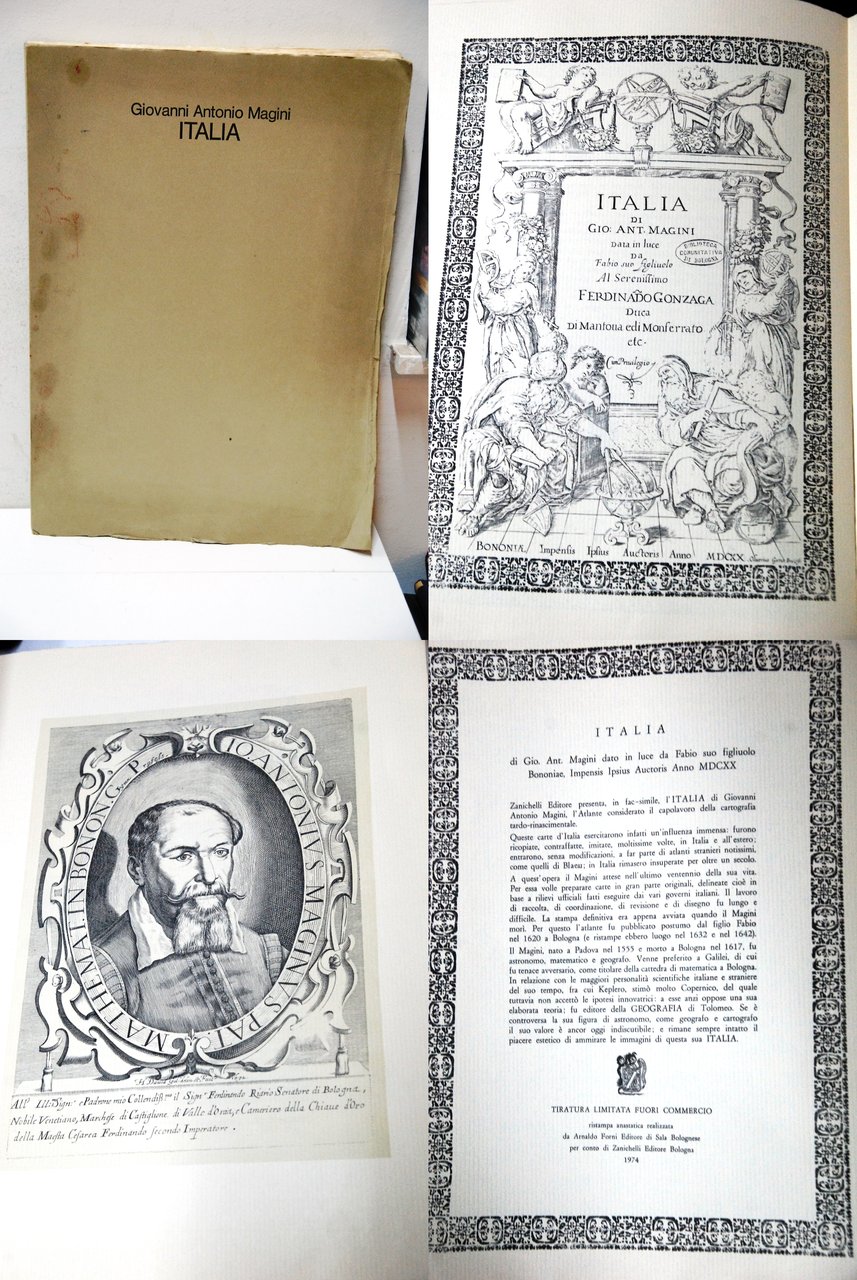 Giovanni Antonio Magini
ITALIA
ITALIA
DI
GIO: ANT. MAGINI
Data in luce
DA
Fabio suo figliuolo
Al Serenissimo
FERDINÃDO GONZAGA
Duca
DI Mantoua edi Monferrato
etc.
Cum Privilegio
BIBLIOTECA
COMUNITATIVA
DI BOLOGNA
BONONIÆ Impensis Ipsius Auctoris Anno MDCXX
IO. ANTONIVS MAGINVS PAT.
MATHEMAT. IN BONON. P
All' Ill. Sign.r e Padrone mio Collendiss.mo il Sign.r Ferdinando Riario Senatore di Bologna,
Nobile Venetiano, Marchese di Castiglione di Valle d'Orcia, e Cameriero della Chiaue d'Oro
della Maesta Cesarea Ferdinando secondo Imperatore.
ITALIA
di Gio. Ant. Magini dato in luce da Fabio suo figliuolo
Bononiae, Impensis Ipsius Auctoris Anno MDCXX
Zanichelli Editore presenta, in fac-simile, l'ITALIA di Giovanni
Antonio Magini, l'Atlante considerato il capolavoro della cartografia
tardo-rinascimentale.
Queste carte d'Italia esercitarono infatti un'influenza immensa: furono
ricopiate, contraffatte, imitate, moltissime volte, in Italia e all'estero;
entrarono, senza modificazioni, a far parte di atlanti stranieri notissimi,
come quelli di Blaeu; in Italia rimasero insuperate per oltre un secolo.
A quest'opera il Magini attese nell'ultimo ventennio della sua vita.
Per essa volle preparare carte in gran parte originali, delineate cioè in
base a rilievi ufficiali fatti eseguire dai vari governi italiani. Il lavoro
di raccolta, di coordinazione, di revisione e di disegno fu lungo e
difficile. La stampa definitiva era appena avviata quando il Magini
morì. Per questo l'atlante fu pubblicato postumo dal figlio Fabio
nel 1620 a Bologna (e ristampe ebbero luogo nel 1632 e nel 1642).
Il Magini, nato a Padova nel 1555 e morto a Bologna nel 1617, fu
astronomo, matematico e geografo. Venne preferito a Galilei, di cui
fu tenace avversario, come titolare della cattedra di matematica a Bologna.
In relazione con le maggiori personalità scientifiche italiane e straniere
del suo tempo, fra cui Keplero, stimò molto Copernico, del quale
tuttavia non accettò le ipotesi innovatrici: a esse anzi oppose una sua
elaborata teoria; fu editore della GEOGRAFIA di Tolomeo. Se è
controversa la sua figura di astronomo, come geografo e cartografo
il suo valore è ancor oggi indiscutibile; e rimane sempre intatto il
piacere estetico di ammirare le immagini di questa sua ITALIA.
TIRATURA LIMITATA FUORI COMMERCIO
ristampa anastatica realizzata
da Arnaldo Forni Editore di Sala Bolognese
per conto di Zanichelli Editore Bologna
1974